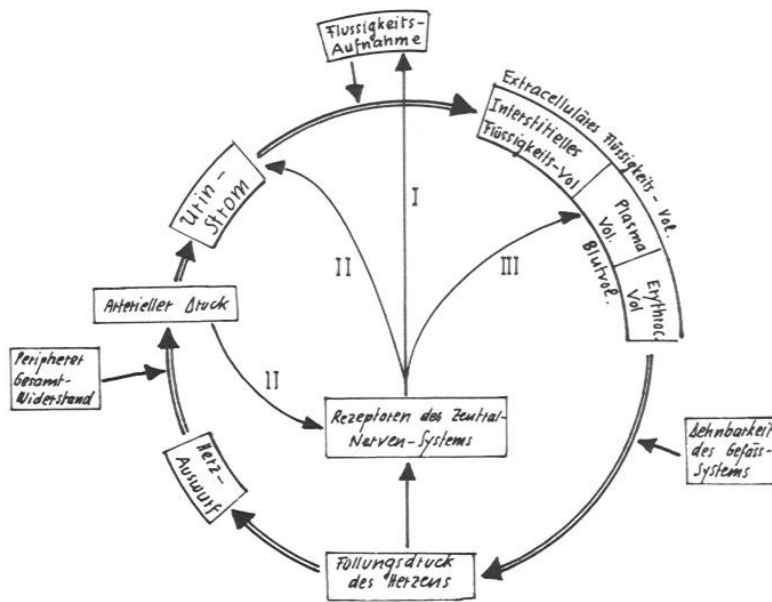 Flüssigkeits-
Aufnahme
Extracelluläres Flüssigkeits-Vol.
Interstitielles
Flüssigkeits-Vol
Plasma
Vol.
Blutvol.
Erythroc.
Vol
Urin-
Strom
I
II
III
Arterieller Druck
II
Peripherer
Gesamt-
Widerstand
Rezeptoren des Zentral-
Nerven-Systems
Dehnbarkeit
des Gefäss-
Systems
Herz-
Auswurf
Füllungsdruck
des Herzens